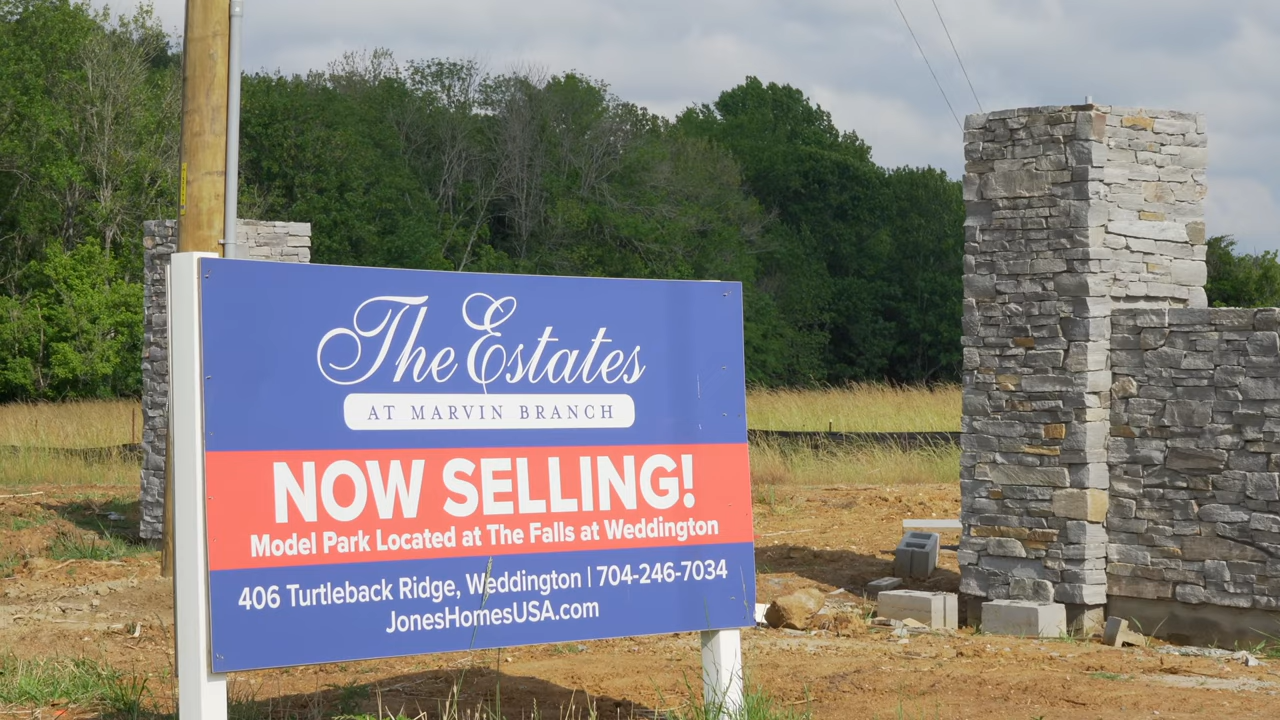 The Estates
AT MARVIN BRANCH
NOW SELLING!
Model Park Located at The Falls at Weddington
406 Turtleback Ridge, Weddington | 704-246-7034
JonesHomesUSA.com